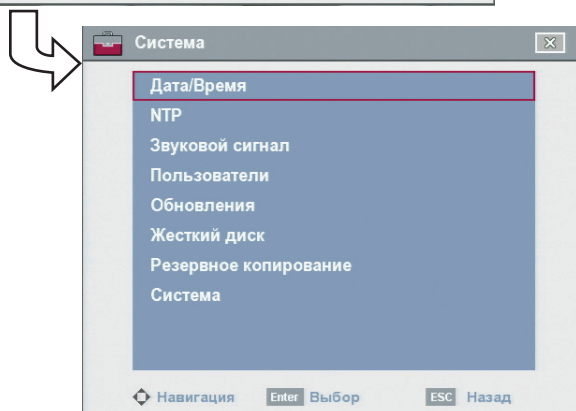 Система
Дата/Время
NTP
Звуковой сигнал
Пользователи
Обновления
Жесткий диск
Резервное копирование
Система
Навигация Enter Выбор ESC Назад